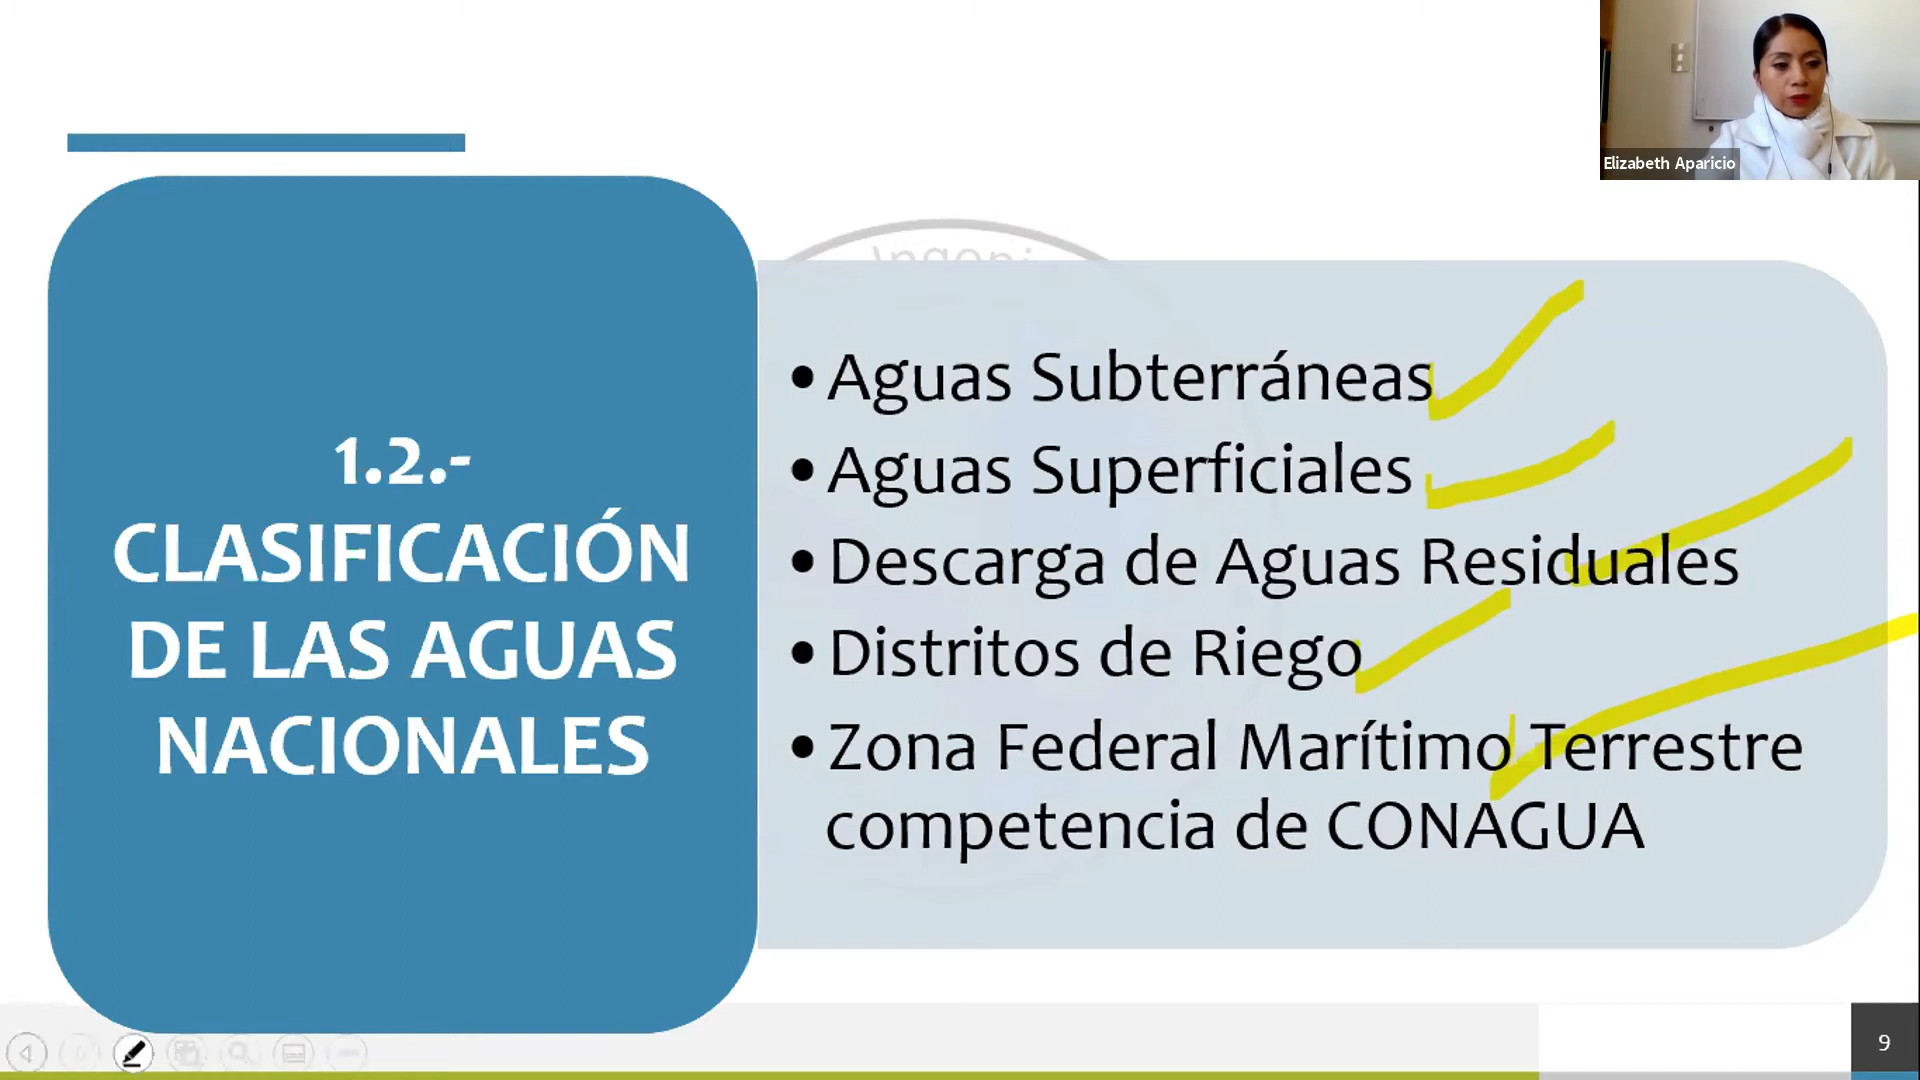 Elizabeth Aparicio
1.2.-
CLASIFICACIÓN
DE LAS AGUAS
NACIONALES
• Aguas Subterráneas
• Aguas Superficiales
• Descarga de Aguas Residuales
• Distritos de Riego
• Zona Federal Marítimo Terrestre
competencia de CONAGUA
9